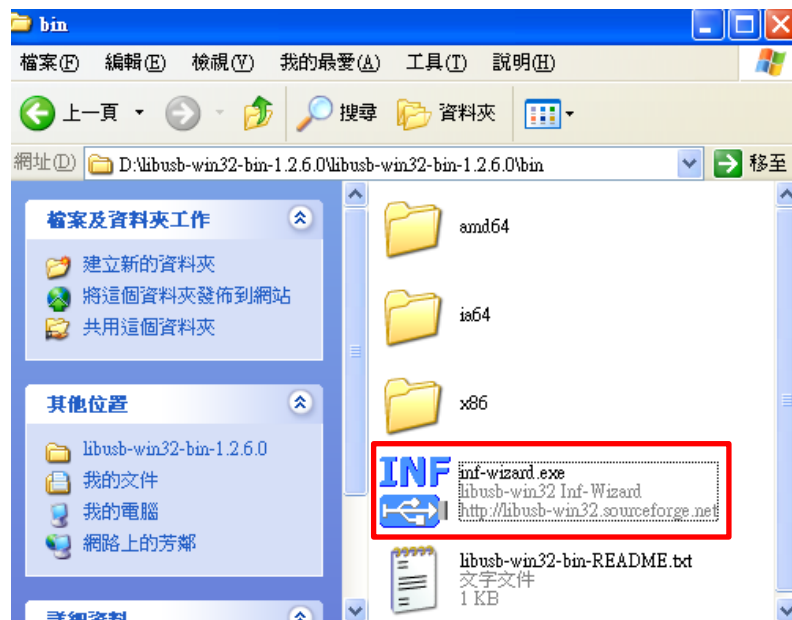 bin
檔案(F) 編輯(E) 檢視(V) 我的最愛(A) 工具(T) 說明(H)
上一頁 搜尋 資料夾
網址(D) D:\libusb-win32-bin-1.2.6.0\libusb-win32-bin-1.2.6.0\bin 移至
檔案及資料夾工作
建立新的資料夾
將這個資料夾發佈到網站
共用這個資料夾
其他位置
libusb-win32-bin-1.2.6.0
我的文件
我的電腦
網路上的芳鄰
詳細資料
amd64
ia64
x86
INF
inf-wizard.exe
libusb-win32 Inf-Wizard
http://libusb-win32.sourceforge.net
libusb-win32-bin-README.txt
文字文件
1 KB